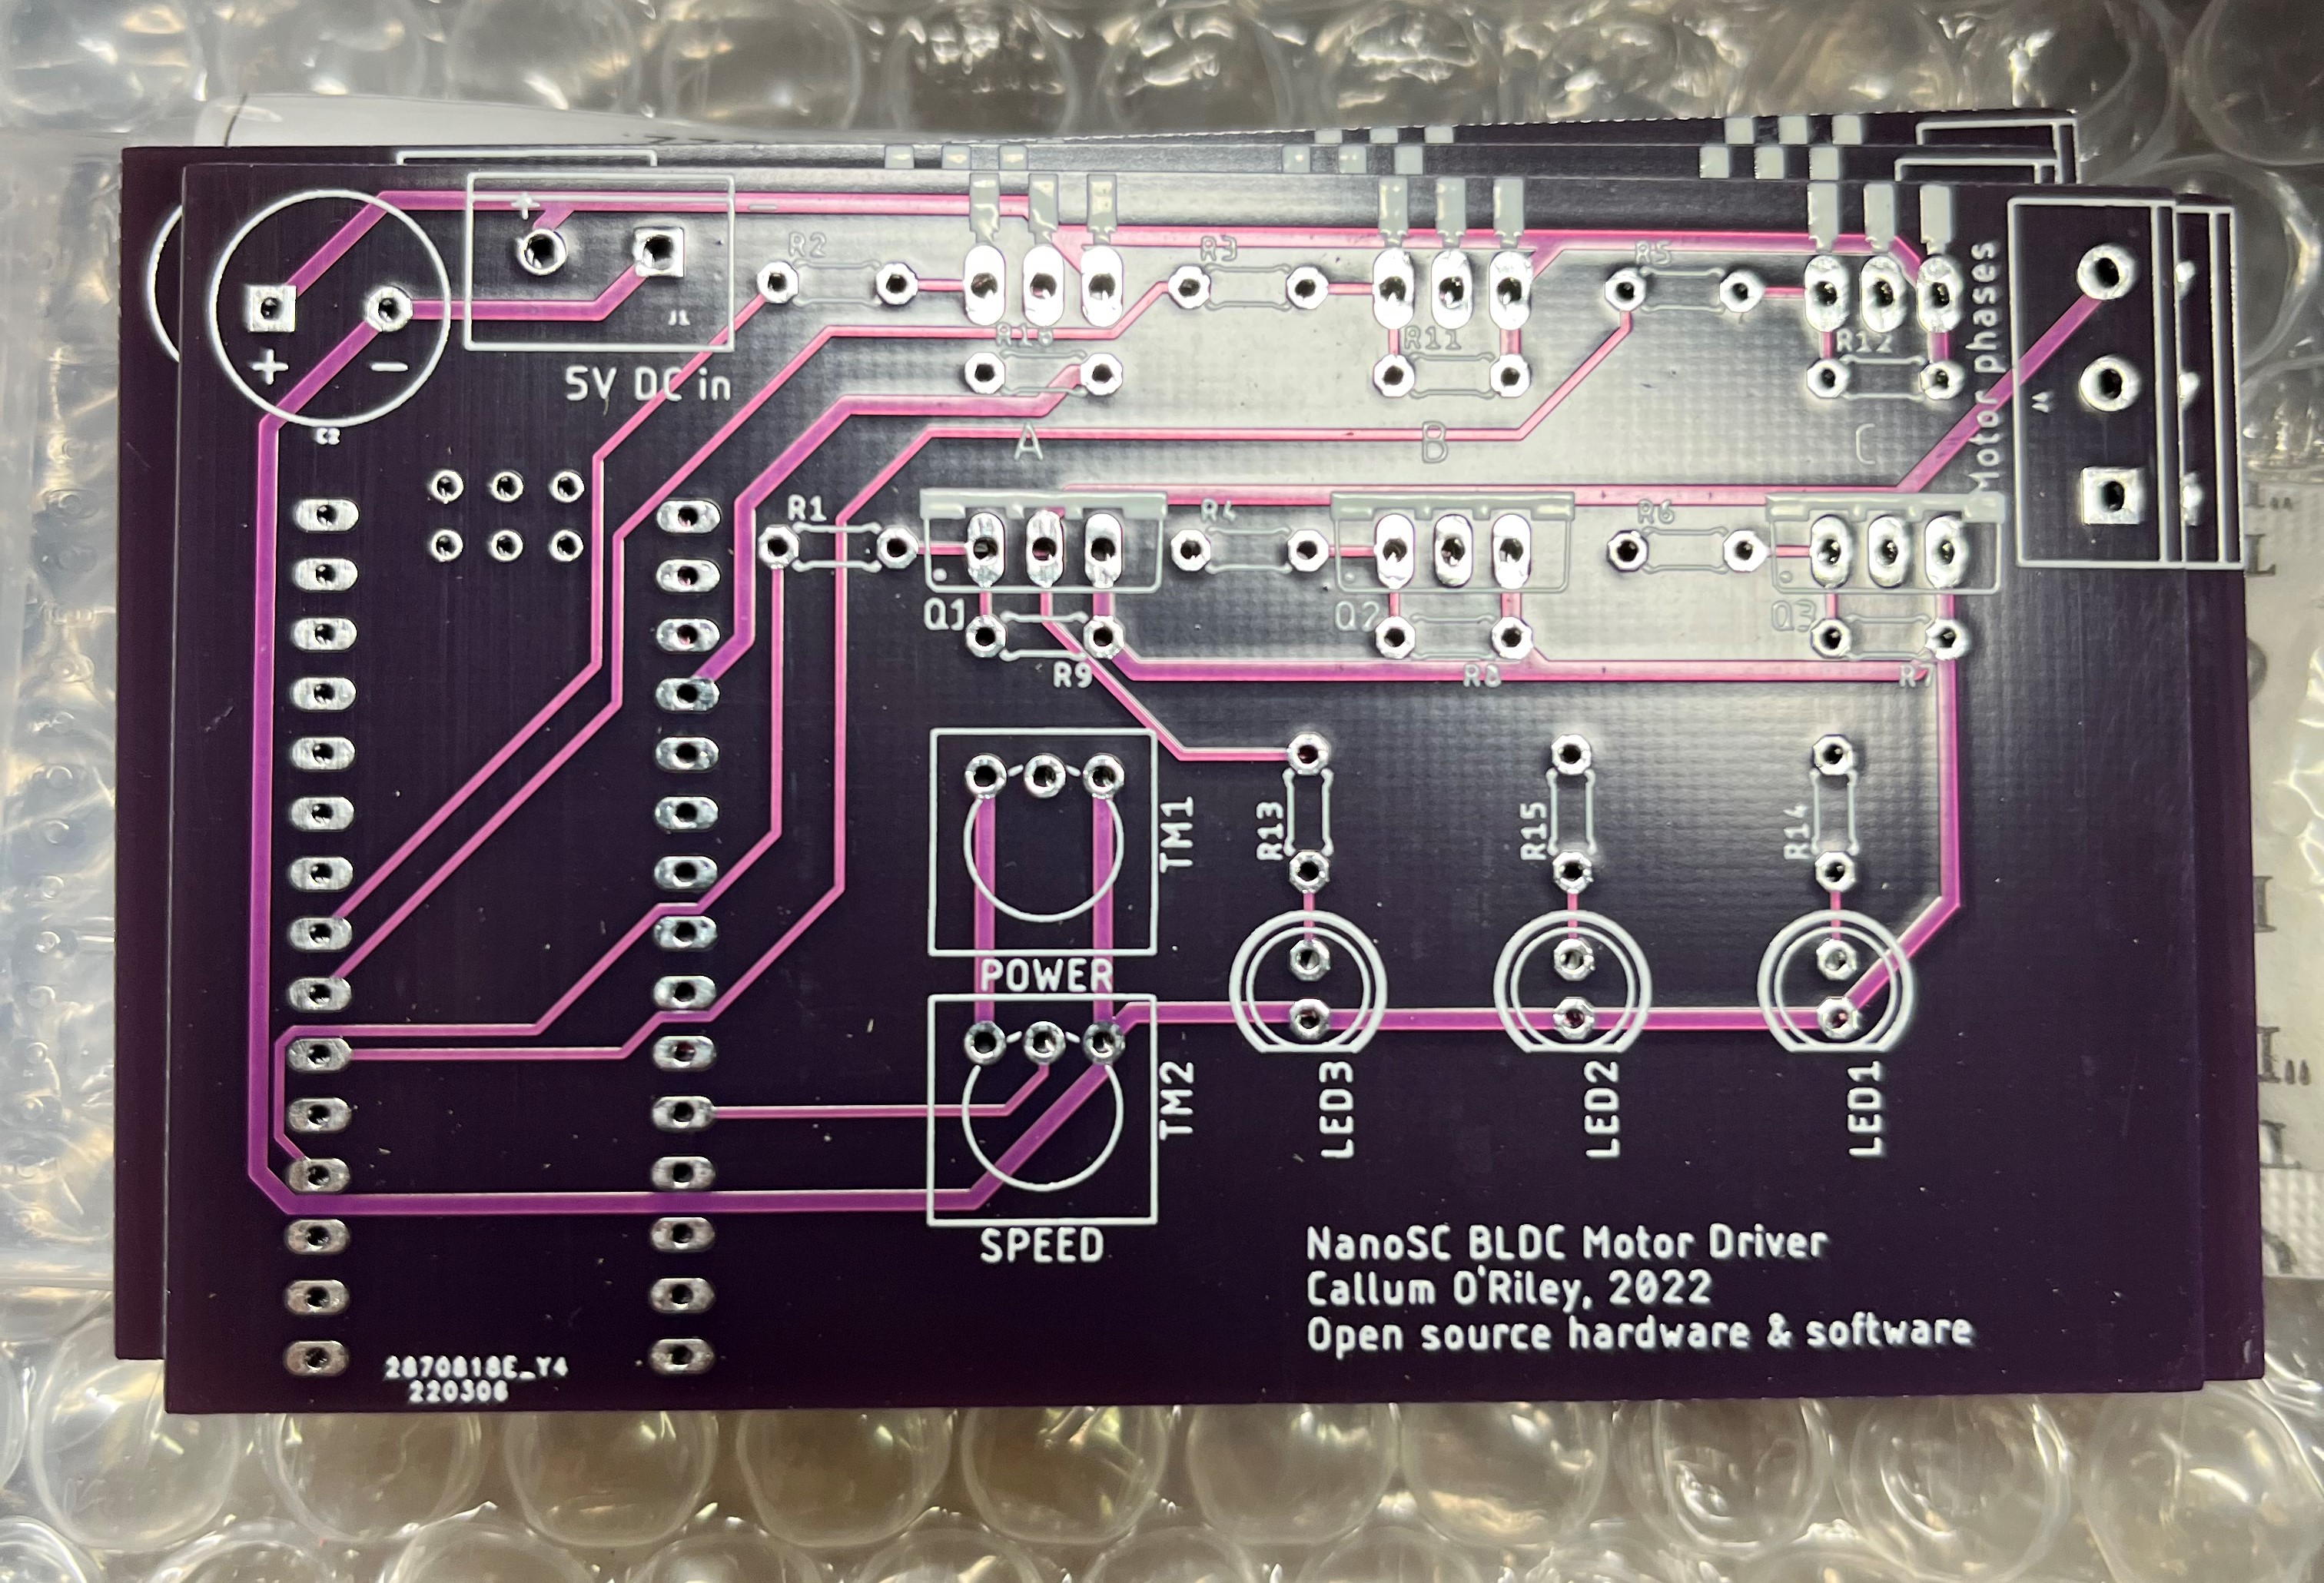 +
−
R2
R3
R5
J1
+
−
5V DC in
C2
R10
R11
R12
Motor phases
J4
A
B
C
R1
R4
R6
Q1
Q2
Q3
R9
R8
R7
TM1
R13
R15
R14
POWER
TM2
LED3
LED2
LED1
SPEED
NanoSC BLDC Motor Driver
Callum O'Riley, 2022
Open source hardware & software
2870818E_Y4
220306